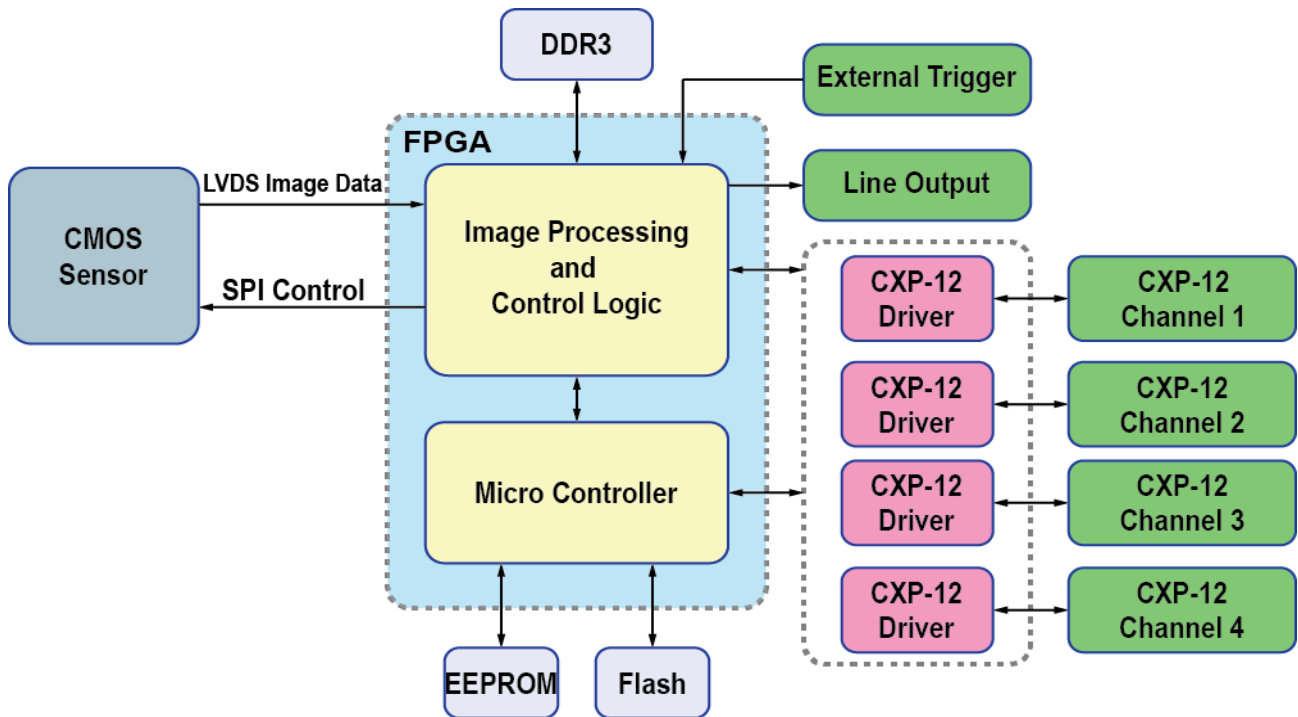 DDR3
External Trigger
FPGA
LVDS Image Data
Line Output
CMOS
Sensor
Image Processing
and
Control Logic
SPI Control
CXP-12
Driver
CXP-12
Channel 1
CXP-12
Driver
CXP-12
Channel 2
Micro Controller
CXP-12
Driver
CXP-12
Channel 3
CXP-12
Driver
CXP-12
Channel 4
EEPROM
Flash